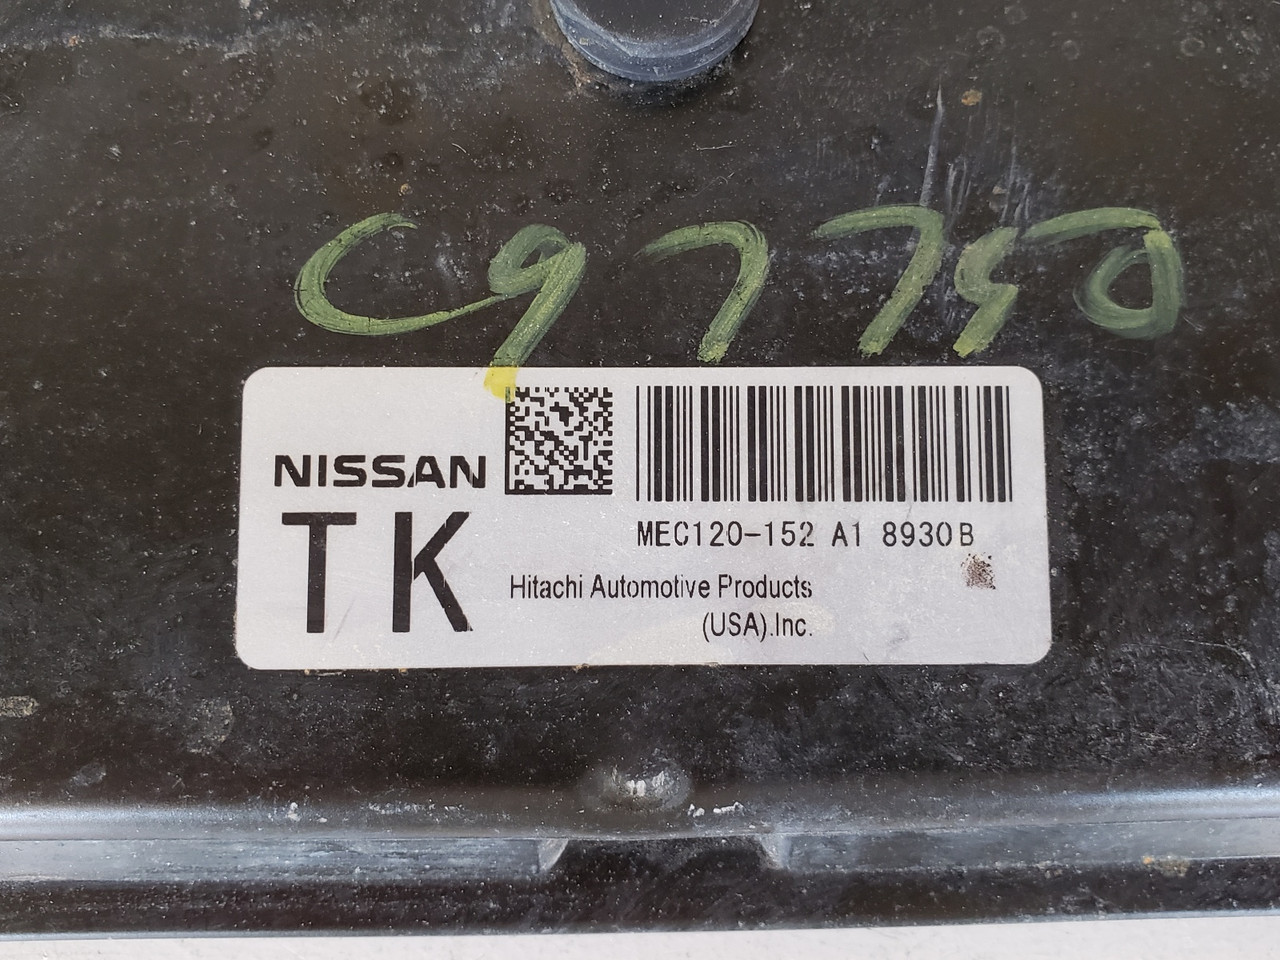 C97750
NISSAN
TK
MEC120-152 A1 8930B
Hitachi Automotive Products
(USA).Inc.